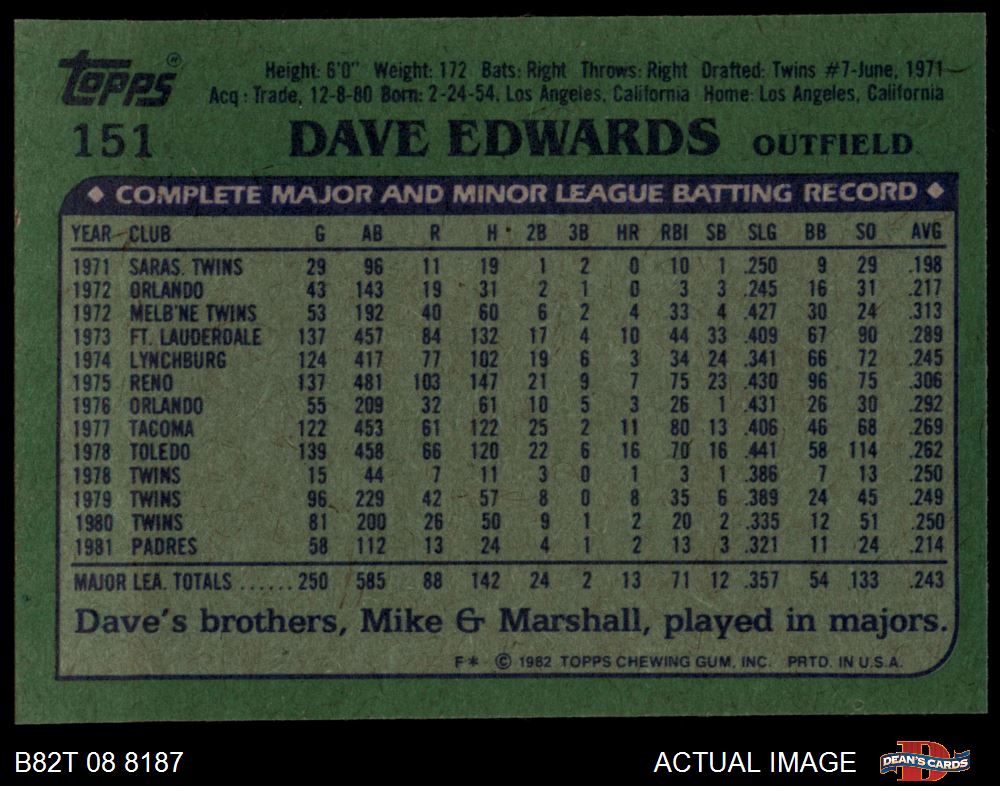 topps®
Height: 6'0" Weight: 172 Bats: Right Throws: Right Drafted: Twins #7-June, 1971
Acq: Trade, 12-8-80 Born: 2-24-54, Los Angeles, California Home: Los Angeles, California
151 DAVE EDWARDS OUTFIELD
◆ COMPLETE MAJOR AND MINOR LEAGUE BATTING RECORD ◆
YEAR CLUB G AB R H 2B 3B HR RBI SB SLG BB SO AVG
1971 SARAS. TWINS 29 96 11 19 1 2 0 10 1 .250 9 29 .198
1972 ORLANDO 43 143 19 31 2 1 0 3 3 .245 16 31 .217
1972 MELB'NE TWINS 53 192 40 60 6 2 4 33 4 .427 30 24 .313
1973 FT. LAUDERDALE 137 457 84 132 17 4 10 44 33 .409 67 90 .289
1974 LYNCHBURG 124 417 77 102 19 6 3 34 24 .341 66 72 .245
1975 RENO 137 481 103 147 21 9 7 75 23 .430 96 75 .306
1976 ORLANDO 55 209 32 61 10 5 3 26 1 .431 26 30 .292
1977 TACOMA 122 453 61 122 25 2 11 80 13 .406 46 68 .269
1978 TOLEDO 139 458 66 120 22 6 16 70 16 .441 58 114 .262
1978 TWINS 15 44 7 11 3 0 1 3 1 .386 7 13 .250
1979 TWINS 96 229 42 57 8 0 8 35 6 .389 24 45 .249
1980 TWINS 81 200 26 50 9 1 2 20 2 .335 12 51 .250
1981 PADRES 58 112 13 24 4 1 2 13 3 .321 11 24 .214
MAJOR LEA. TOTALS ...... 250 585 88 142 24 2 13 71 12 .357 54 133 .243
Dave's brothers, Mike & Marshall, played in majors.
F* © 1982 TOPPS CHEWING GUM, INC. PRTD. IN U.S.A.
B82T 08 8187 ACTUAL IMAGE D DEAN'S CARDS